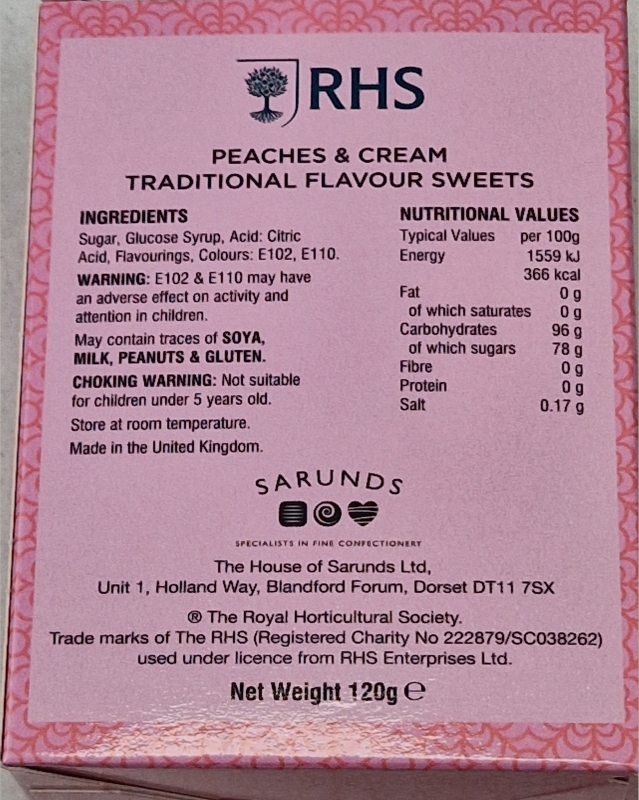 RHS
PEACHES & CREAM
TRADITIONAL FLAVOUR SWEETS
INGREDIENTS
Sugar, Glucose Syrup, Acid: Citric
Acid, Flavourings, Colours: E102, E110.
WARNING: E102 & E110 may have
an adverse effect on activity and
attention in children.
May contain traces of SOYA,
MILK, PEANUTS & GLUTEN.
CHOKING WARNING: Not suitable
for children under 5 years old.
Store at room temperature.
Made in the United Kingdom.
NUTRITIONAL VALUES
Typical Values per 100g
Energy 1559 kJ
366 kcal
Fat 0 g
of which saturates 0 g
Carbohydrates 96 g
of which sugars 78 g
Fibre 0 g
Protein 0 g
Salt 0.17 g
SARUNDS
SPECIALISTS IN FINE CONFECTIONERY
The House of Sarunds Ltd,
Unit 1, Holland Way, Blandford Forum, Dorset DT11 7SX
® The Royal Horticultural Society.
Trade marks of The RHS (Registered Charity No 222879/SC038262)
used under licence from RHS Enterprises Ltd.
Net Weight 120g ℮